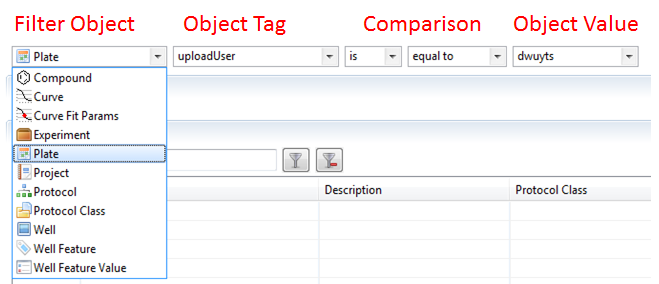 Filter Object Object Tag Comparison Object Value
Plate uploadUser is equal to dwuyts
Compound
Curve
Curve Fit Params
Experiment
Plate
Project
Protocol
Protocol Class
Well
Well Feature
Well Feature Value
Description Protocol Class